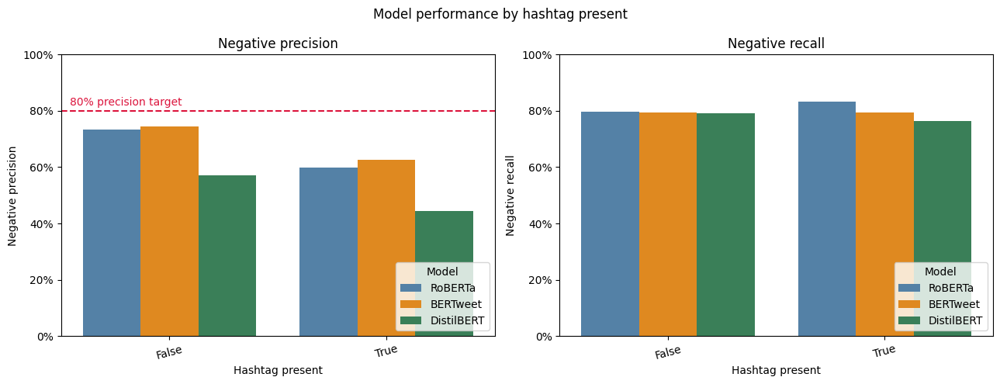 Model performance by hashtag present
Negative precision
100%
80%
60%
40%
20%
0%
Negative precision
80% precision target
False
True
Hashtag present
Model
RoBERTa
BERTweet
DistilBERT
Negative recall
100%
80%
60%
40%
20%
0%
Negative recall
False
True
Hashtag present
Model
RoBERTa
BERTweet
DistilBERT